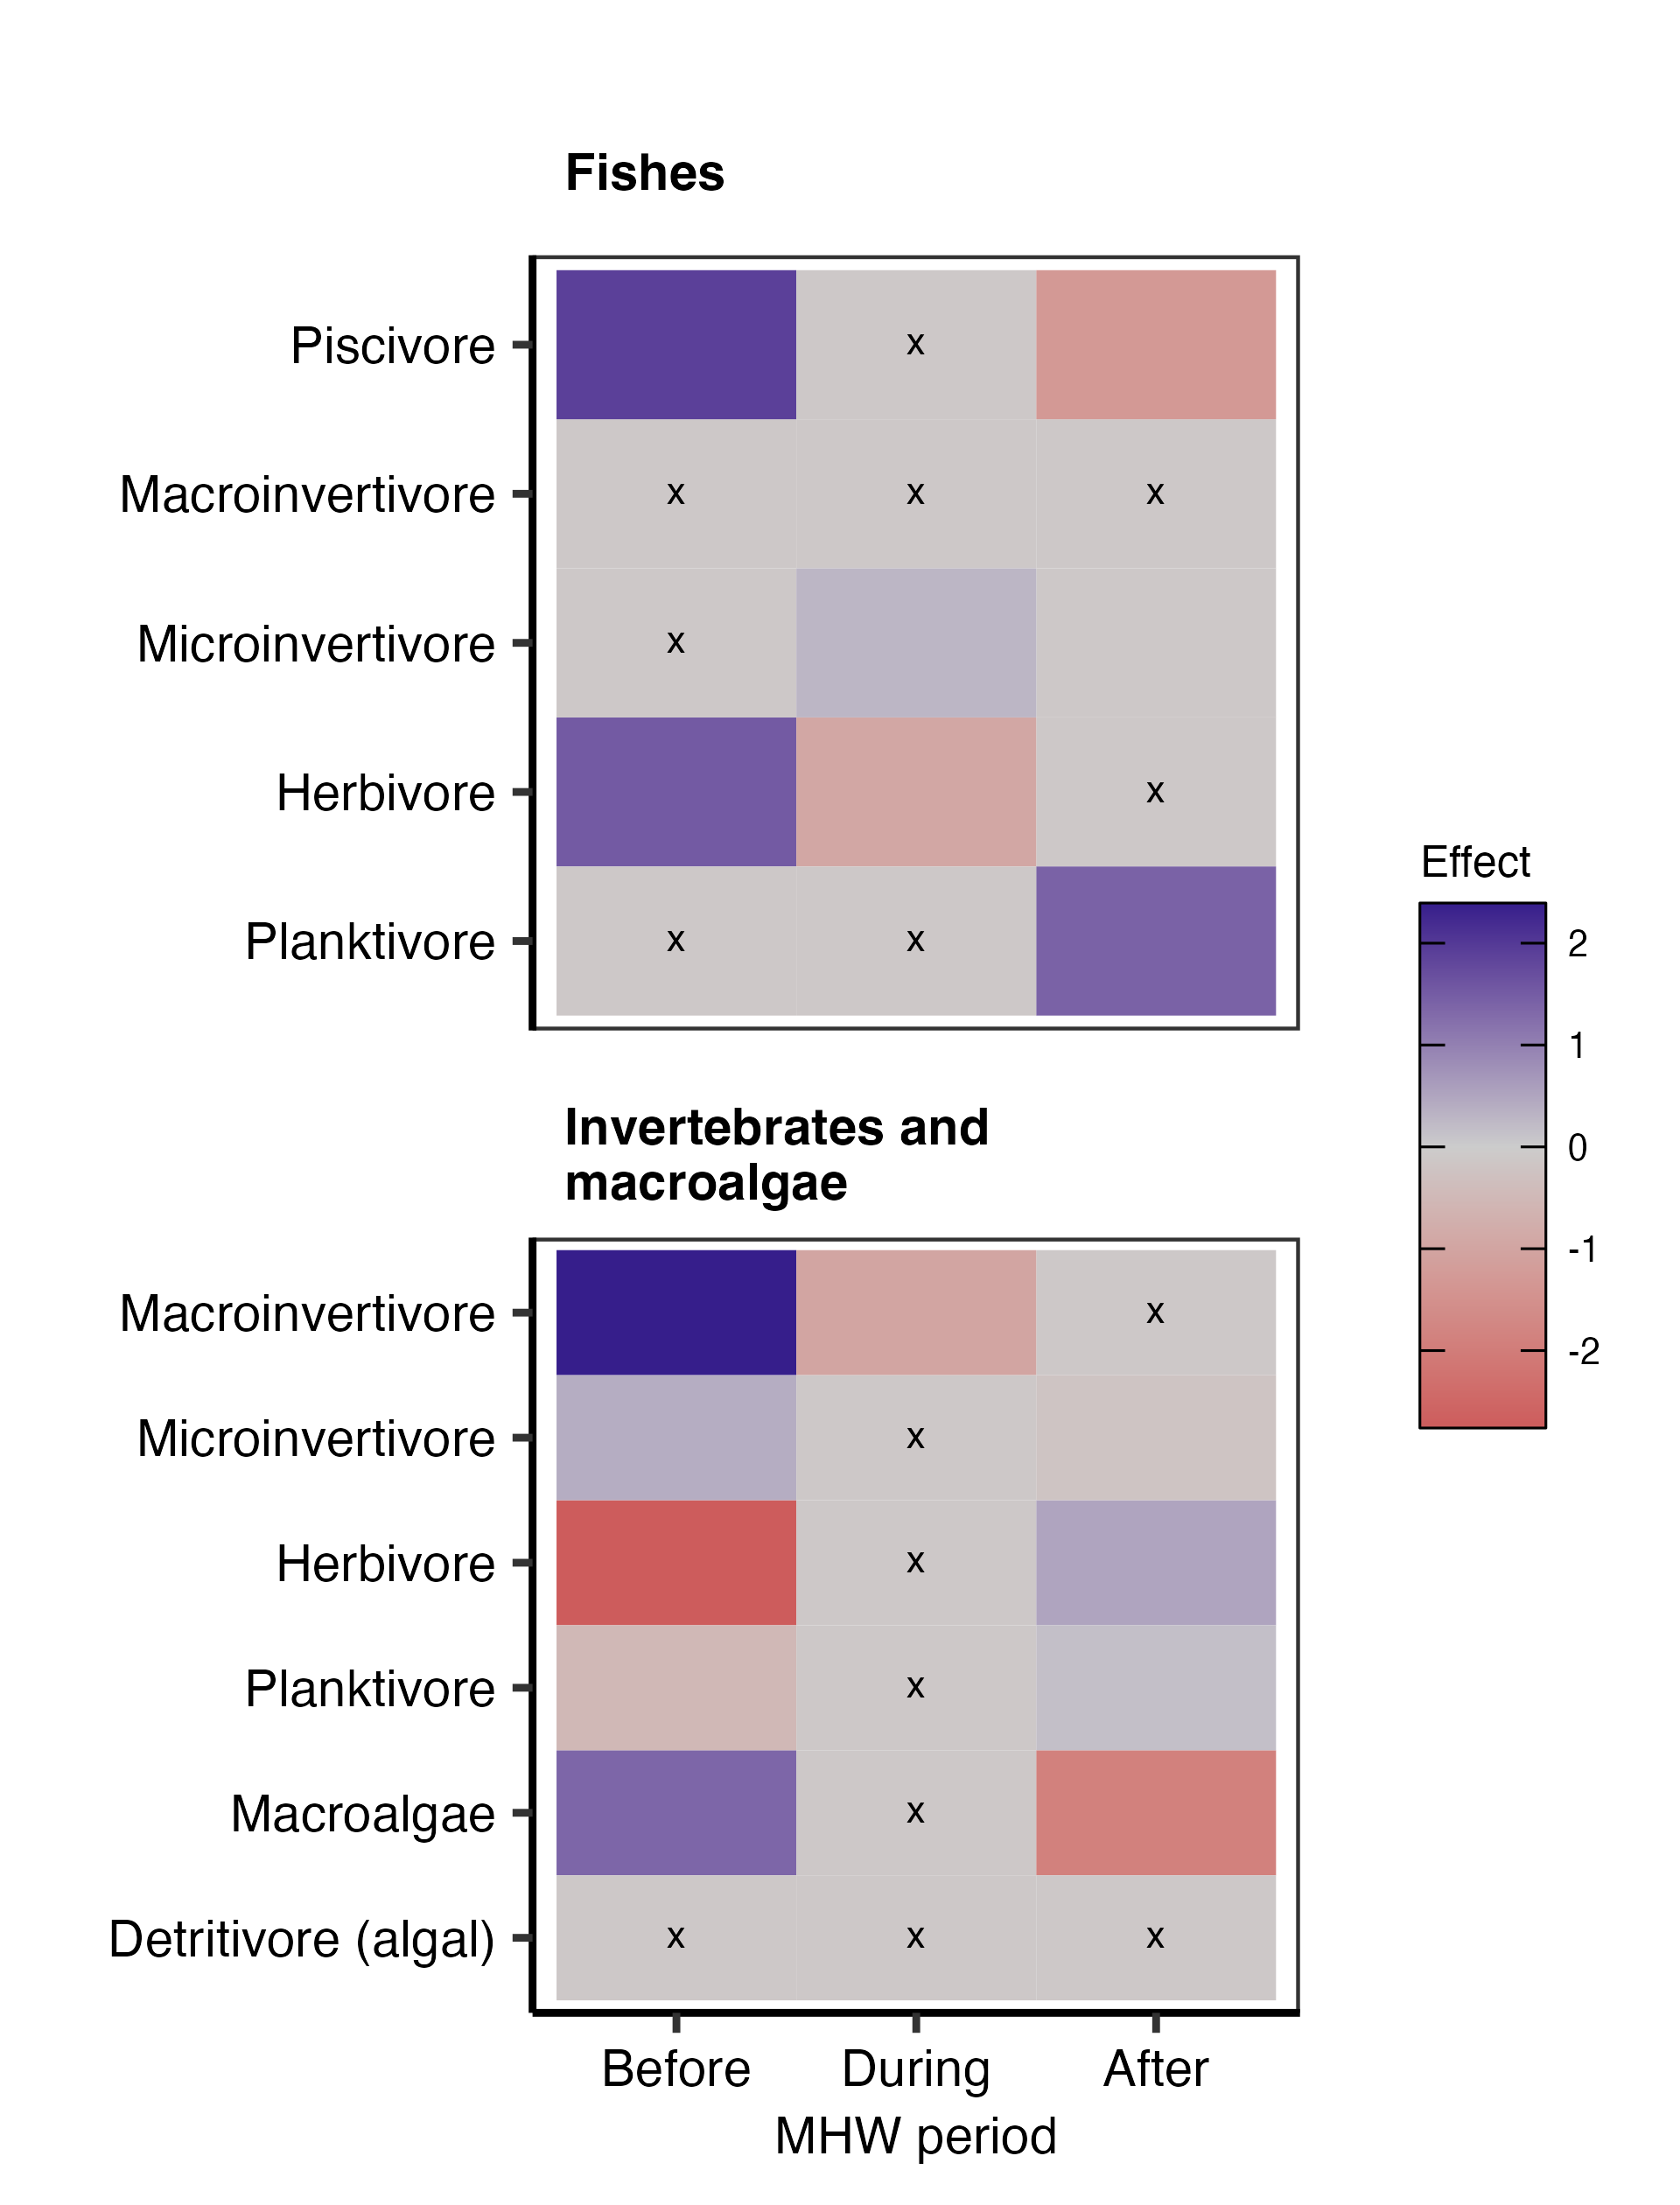 Fishes
Piscivore
x
Macroinvertivore
x x x
Microinvertivore
x
Herbivore
x
Planktivore
x x
Invertebrates and
macroalgae
Macroinvertivore
x
Microinvertivore
x
Herbivore
x
Planktivore
x
Macroalgae
x
Detritivore (algal)
x x x
Before During After
MHW period
Effect
2
1
0
-1
-2